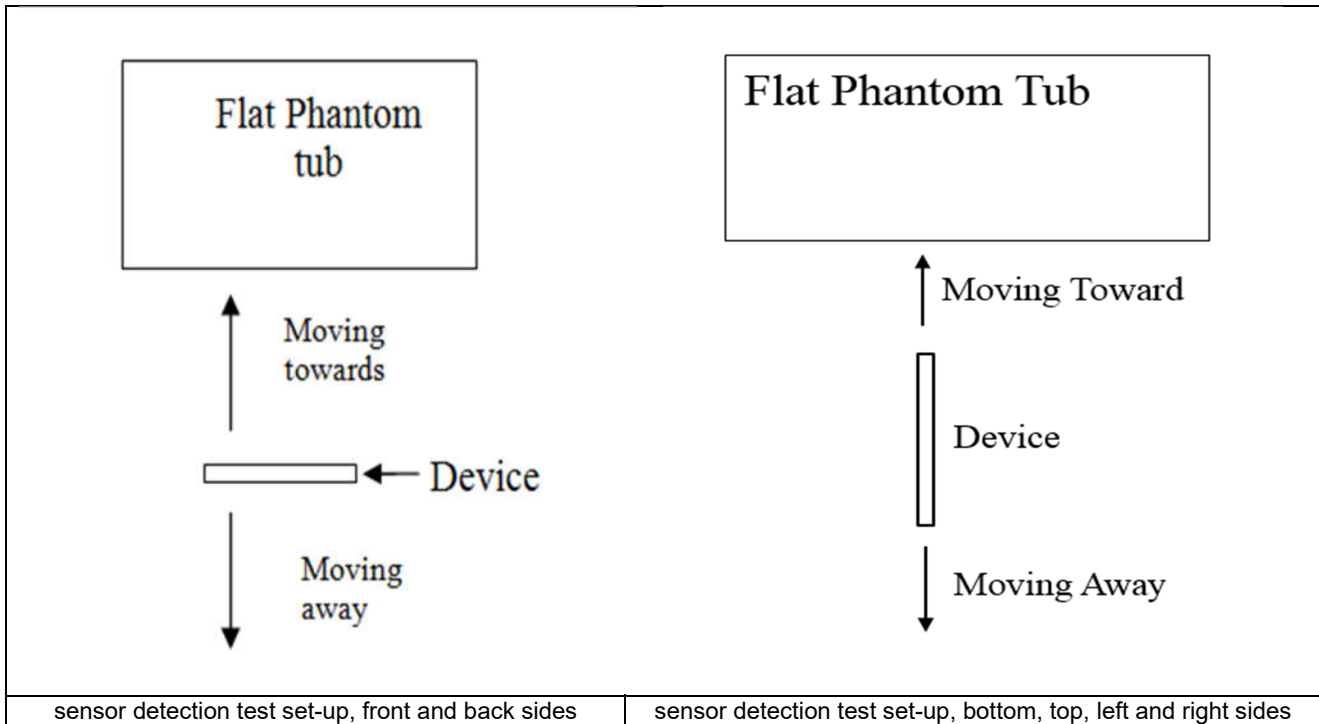 Flat Phantom
tub
Moving
towards
Device
Moving
away
sensor detection test set-up, front and back sides
Flat Phantom Tub
Moving Toward
Device
Moving Away
sensor detection test set-up, bottom, top, left and right sides